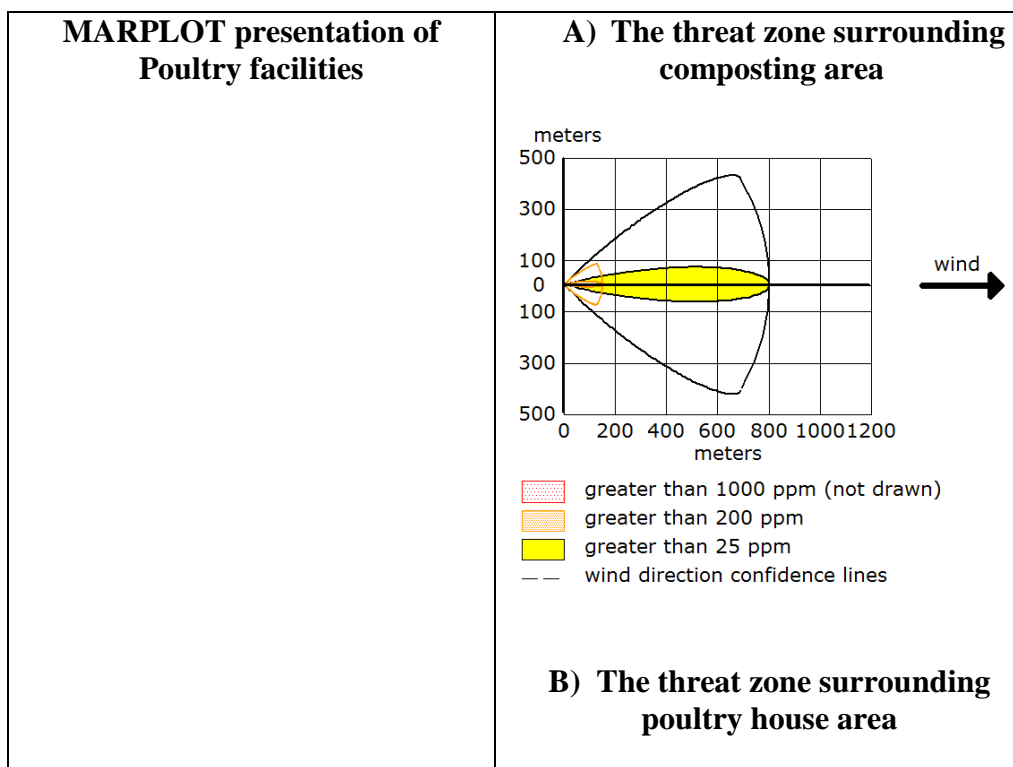 MARPLOT presentation of
Poultry facilities
A) The threat zone surrounding
composting area
meters
500
300
100
0
100
300
500
0 200 400 600 800 1000 1200
meters
wind
greater than 1000 ppm (not drawn)
greater than 200 ppm
greater than 25 ppm
wind direction confidence lines
B) The threat zone surrounding
poultry house area